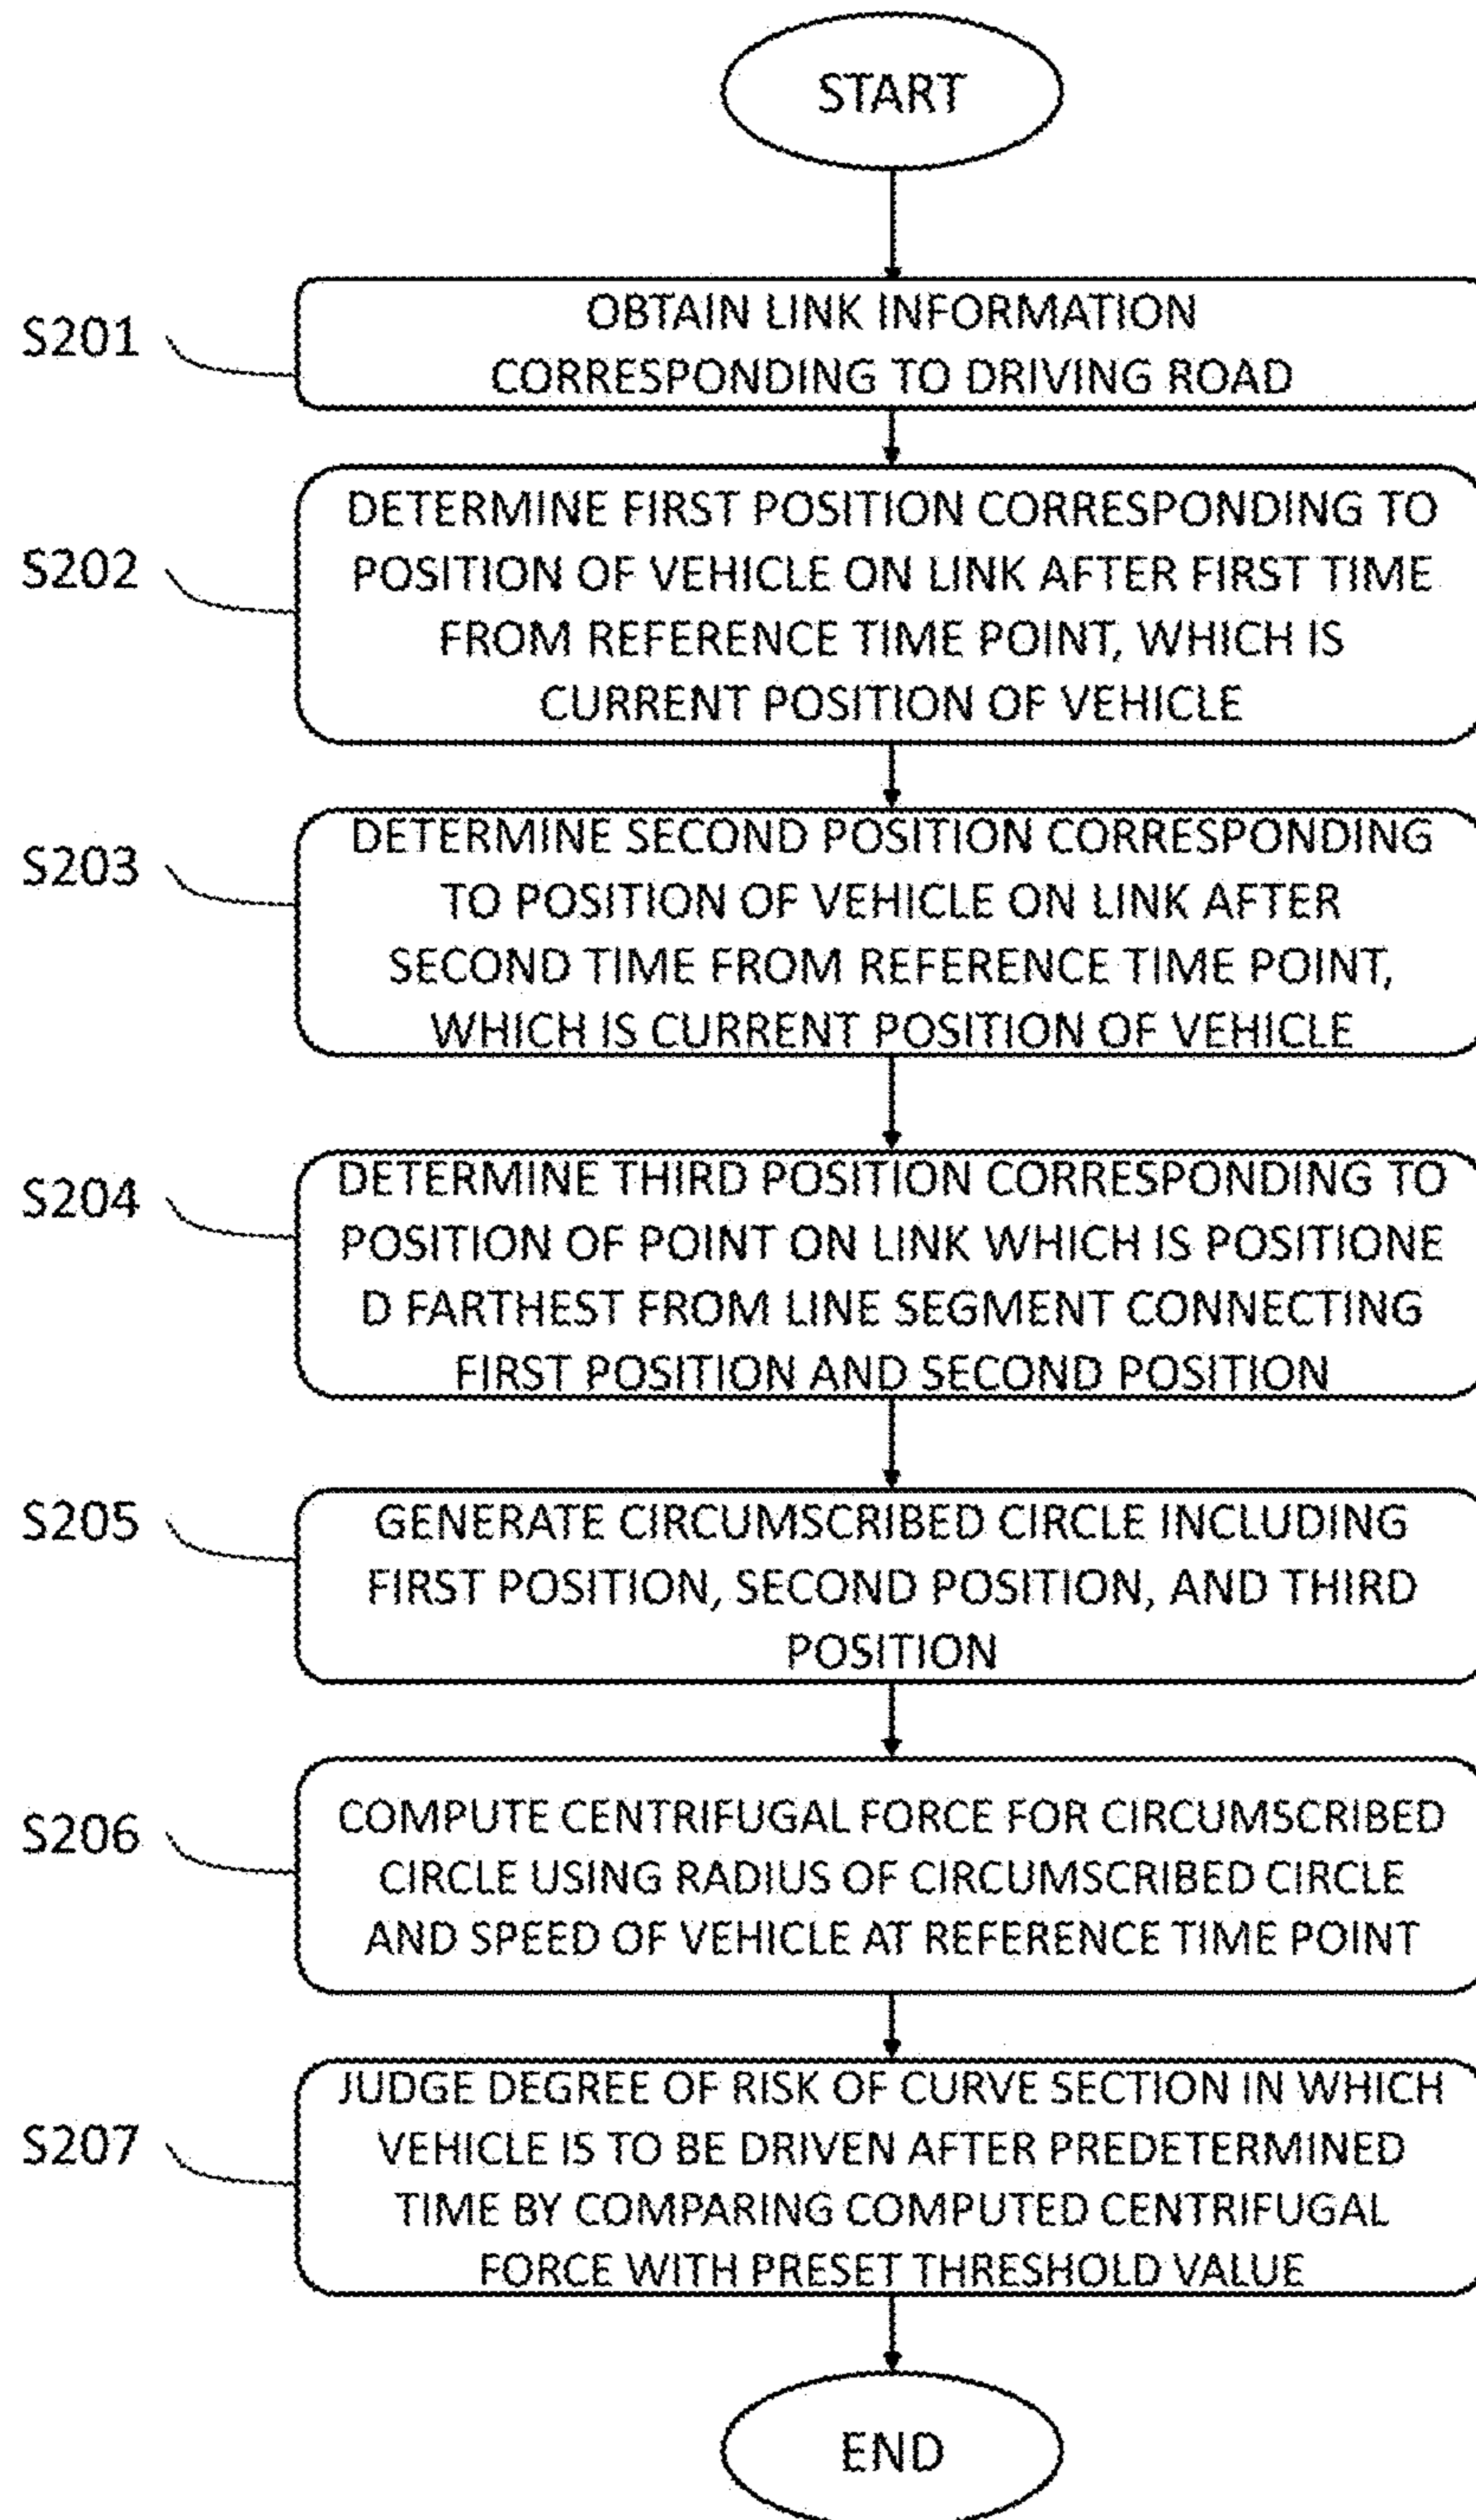 START
S201
OBTAIN LINK INFORMATION
CORRESPONDING TO DRIVING ROAD
S202
DETERMINE FIRST POSITION CORRESPONDING TO
POSITION OF VEHICLE ON LINK AFTER FIRST TIME
FROM REFERENCE TIME POINT, WHICH IS
CURRENT POSITION OF VEHICLE
S203
DETERMINE SECOND POSITION CORRESPONDING
TO POSITION OF VEHICLE ON LINK AFTER
SECOND TIME FROM REFERENCE TIME POINT,
WHICH IS CURRENT POSITION OF VEHICLE
S204
DETERMINE THIRD POSITION CORRESPONDING TO
POSITION OF POINT ON LINK WHICH IS POSITIONE
D FARTHEST FROM LINE SEGMENT CONNECTING
FIRST POSITION AND SECOND POSITION
S205
GENERATE CIRCUMSCRIBED CIRCLE INCLUDING
FIRST POSITION, SECOND POSITION, AND THIRD
POSITION
S206
COMPUTE CENTRIFUGAL FORCE FOR CIRCUMSCRIBED
CIRCLE USING RADIUS OF CIRCUMSCRIBED CIRCLE
AND SPEED OF VEHICLE AT REFERENCE TIME POINT
S207
JUDGE DEGREE OF RISK OF CURVE SECTION IN WHICH
VEHICLE IS TO BE DRIVEN AFTER PREDETERMINED
TIME BY COMPARING COMPUTED CENTRIFUGAL
FORCE WITH PRESET THRESHOLD VALUE
END